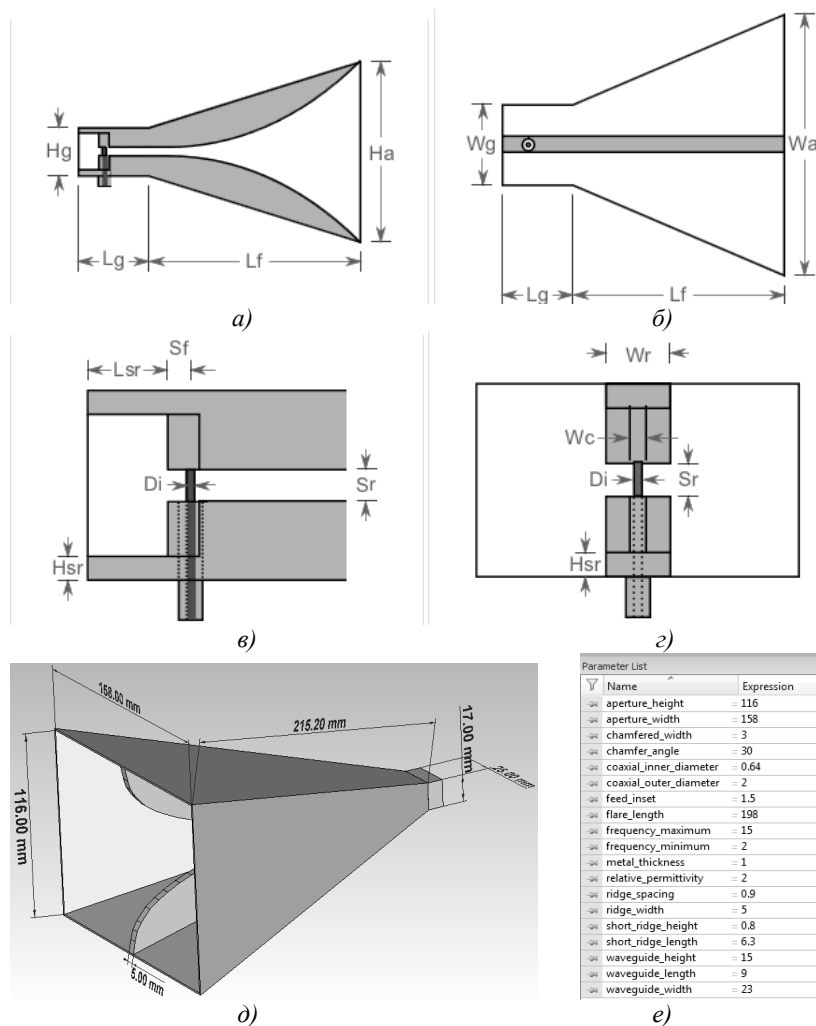 Hg
Ha
Lg
Lf
а)
Wg
Wa
Lg
Lf
б)
Sf
Lsr
Di
Sr
Hsr
в)
Wr
Wc
Di
Sr
Hsr
г)
158.00 mm
215.20 mm
17.00 mm
25.00 mm
116.00 mm
5.00 mm
д)
Parameter List
Name Expression
aperture_height = 116
aperture_width = 158
chamfered_width = 3
chamfer_angle = 30
coaxial_inner_diameter = 0.64
coaxial_outer_diameter = 2
feed_inset = 1.5
flare_length = 198
frequency_maximum = 15
frequency_minimum = 2
metal_thickness = 1
relative_permittivity = 2
ridge_spacing = 0.9
ridge_width = 5
short_ridge_height = 0.8
short_ridge_length = 6.3
waveguide_height = 15
waveguide_length = 9
waveguide_width = 23
е)